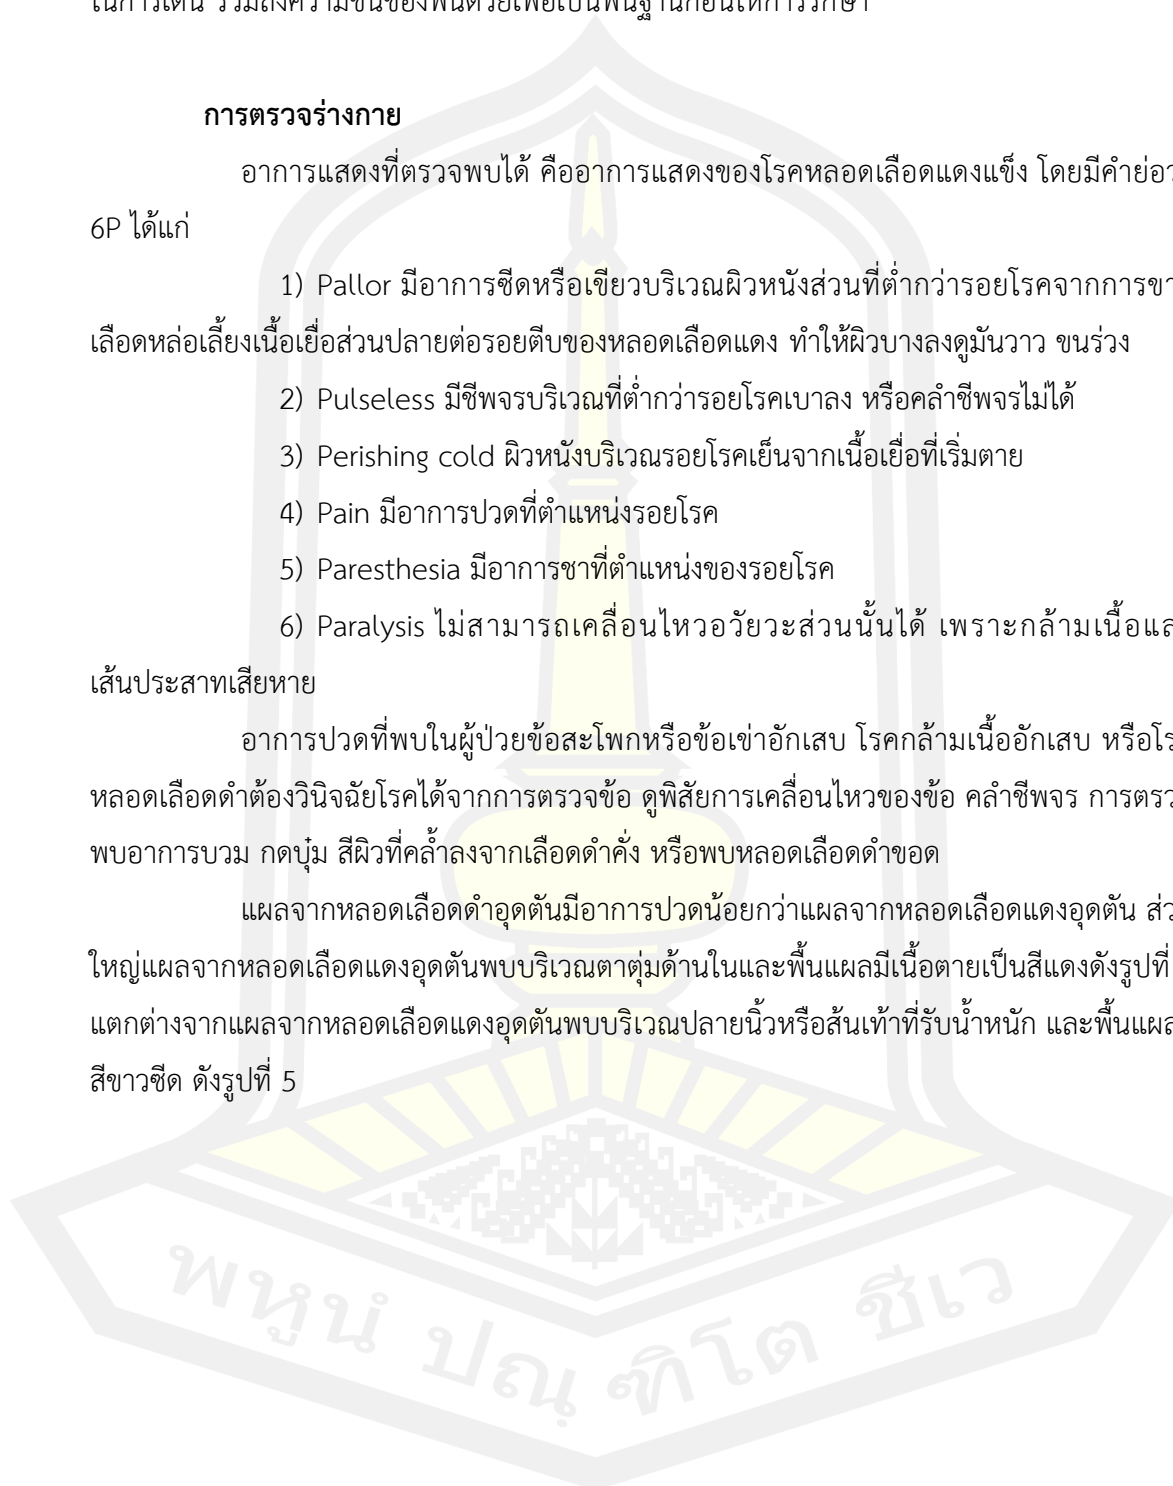 ในการเดิน รวมถึงความชันของพื้นด้วยเพื่อเป็นพื้นฐานก่อนให้การรักษา
การตรวจร่างกาย
อาการแสดงที่ตรวจพบได้ คืออาการแสดงของโรคหลอดเลือดแดงแข็ง โดยมีคำย่อว
6P ได้แก่
1) Pallor มีอาการซีดหรือเขียวบริเวณผิวหนังส่วนที่ต่ำกว่ารอยโรคจากการขา
เลือดหล่อเลี้ยงเนื้อเยื่อส่วนปลายต่อรอยตีบของหลอดเลือดแดง ทำให้ผิวบางลงดูมันวาว ขนร่วง
2) Pulseless มีชีพจรบริเวณที่ต่ำกว่ารอยโรคเบาลง หรือคลำชีพจรไม่ได้
3) Perishing cold ผิวหนังบริเวณรอยโรคเย็นจากเนื้อเยื่อที่เริ่มตาย
4) Pain มีอาการปวดที่ตำแหน่งรอยโรค
5) Paresthesia มีอาการชาที่ตำแหน่งของรอยโรค
6) Paralysis ไม่สามารถเคลื่อนไหวอวัยวะส่วนนั้นได้ เพราะกล้ามเนื้อแล
เส้นประสาทเสียหาย
อาการปวดที่พบในผู้ป่วยข้อสะโพกหรือข้อเข่าอักเสบ โรคกล้ามเนื้ออักเสบ หรือโร
หลอดเลือดดำต้องวินิจฉัยโรคได้จากการตรวจข้อ ดูพิสัยการเคลื่อนไหวของข้อ คลำชีพจร การตรว
พบอาการบวม กดบุ๋ม สีผิวที่คล้ำลงจากเลือดดำคั่ง หรือพบหลอดเลือดดำขอด
แผลจากหลอดเลือดดำอุดตันมีอาการปวดน้อยกว่าแผลจากหลอดเลือดแดงอุดตัน ส่ว
ใหญ่แผลจากหลอดเลือดแดงอุดตันพบบริเวณตาตุ่มด้านในและพื้นแผลมีเนื้อตายเป็นสีแดงดังรูปที่
แตกต่างจากแผลจากหลอดเลือดแดงอุดตันพบบริเวณปลายนิ้วหรือส้นเท้าที่รับน้ำหนัก และพื้นแผล
สีขาวซีด ดังรูปที่ 5
พหูนํ ปณฺฑิโต ชีเว